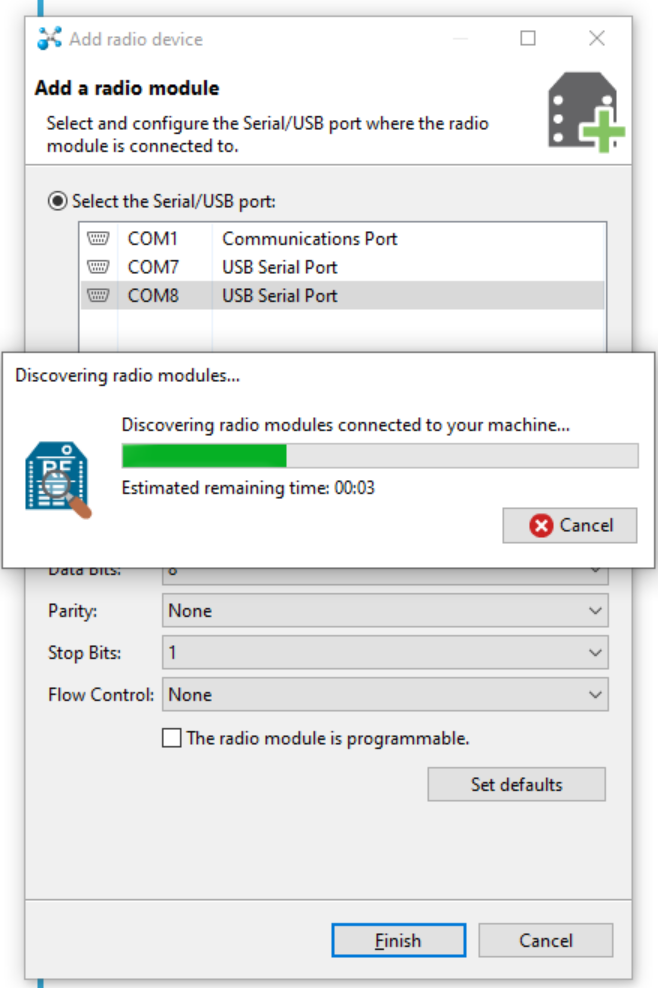 Add radio device
Add a radio module
Select and configure the Serial/USB port where the radio
module is connected to.
Select the Serial/USB port:
COM1 Communications Port
COM7 USB Serial Port
COM8 USB Serial Port
Discovering radio modules...
Discovering radio modules connected to your machine...
RF
Estimated remaining time: 00:03
Cancel
Data Bits: 8
Parity: None
Stop Bits: 1
Flow Control: None
The radio module is programmable.
Set defaults
Finish Cancel